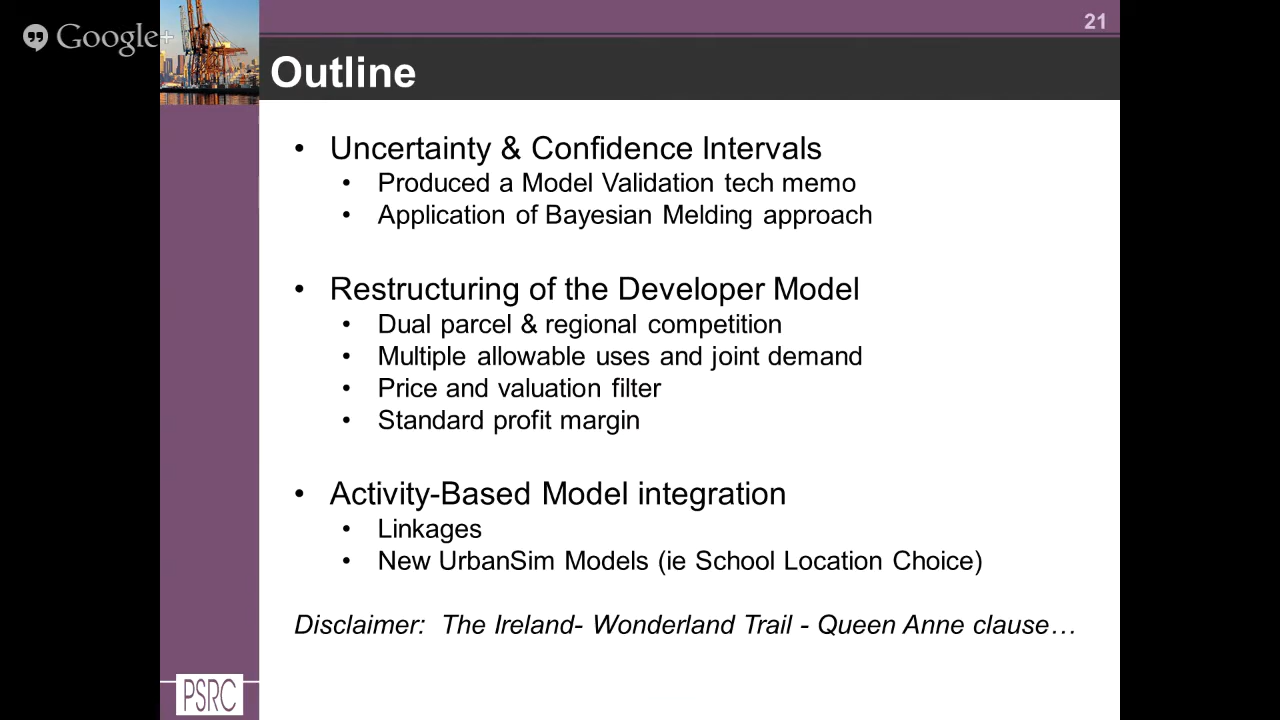 Google+
21
Outline
• Uncertainty & Confidence Intervals
• Produced a Model Validation tech memo
• Application of Bayesian Melding approach
• Restructuring of the Developer Model
• Dual parcel & regional competition
• Multiple allowable uses and joint demand
• Price and valuation filter
• Standard profit margin
• Activity-Based Model integration
• Linkages
• New UrbanSim Models (ie School Location Choice)
Disclaimer: The Ireland- Wonderland Trail - Queen Anne clause…
PSRC